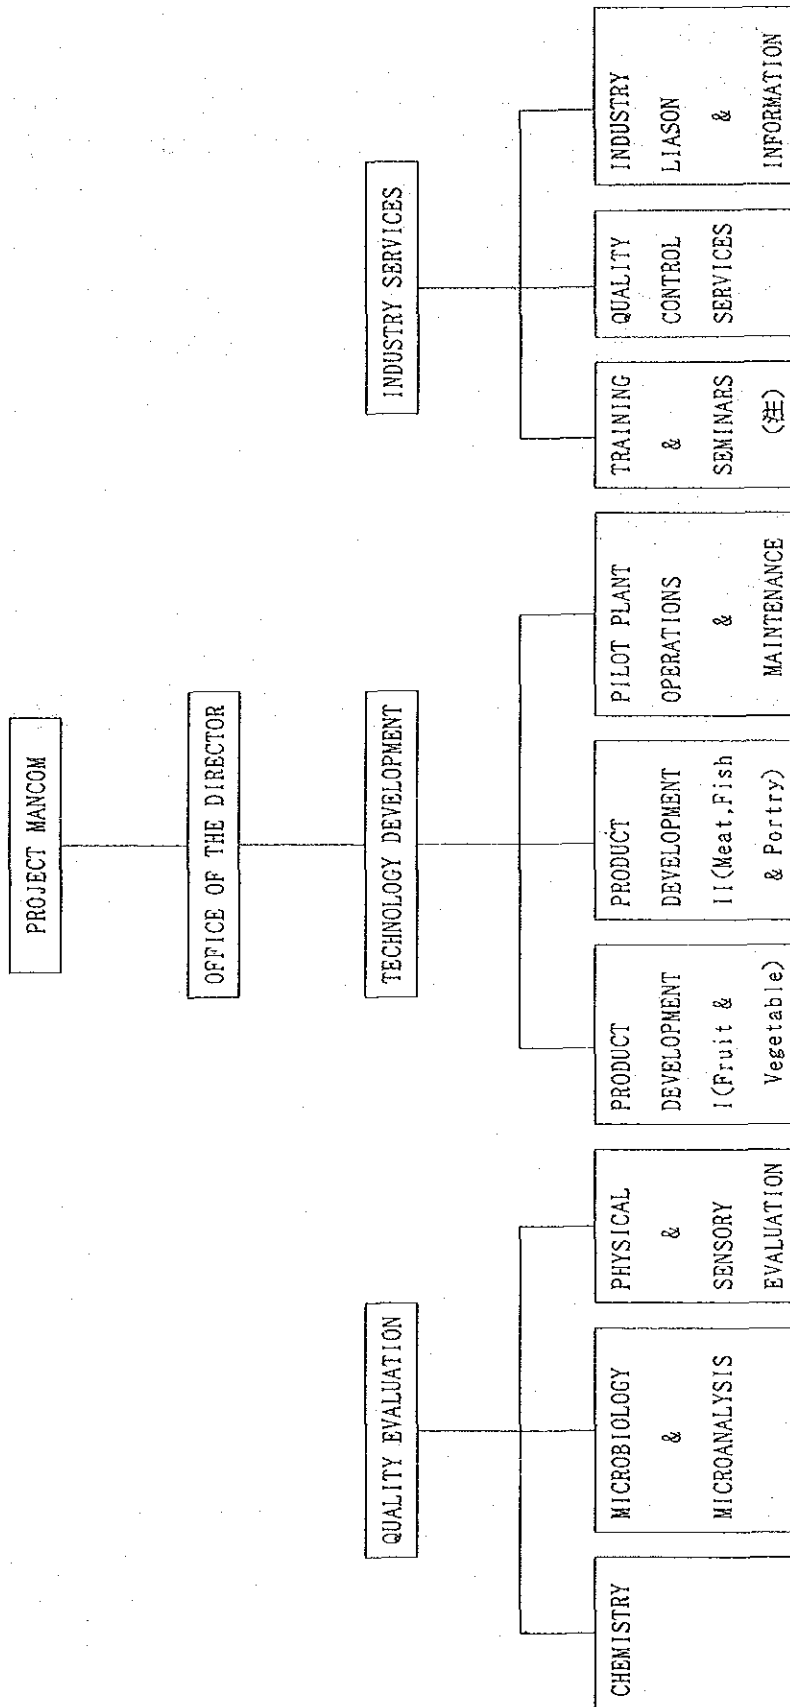 PROJECT MANCOM
OFFICE OF THE DIRECTOR
QUALITY EVALUATION
TECHNOLOGY DEVELOPMENT
INDUSTRY SERVICES
CHEMISTRY
MICROBIOLOGY
&
MICROANALYSIS
PHYSICAL
&
SENSORY
EVALUATION
PRODUCT
DEVELOPMENT
I(Fruit &
Vegetable)
PRODUCT
DEVELOPMENT
II(Meat,Fish
& Portry)
PILOT PLANT
OPERATIONS
&
MAINTENANCE
TRAINING
&
SEMINARS
(注)
QUALITY
CONTROL
SERVICES
INDUSTRY
LIASON
&
INFORMATION